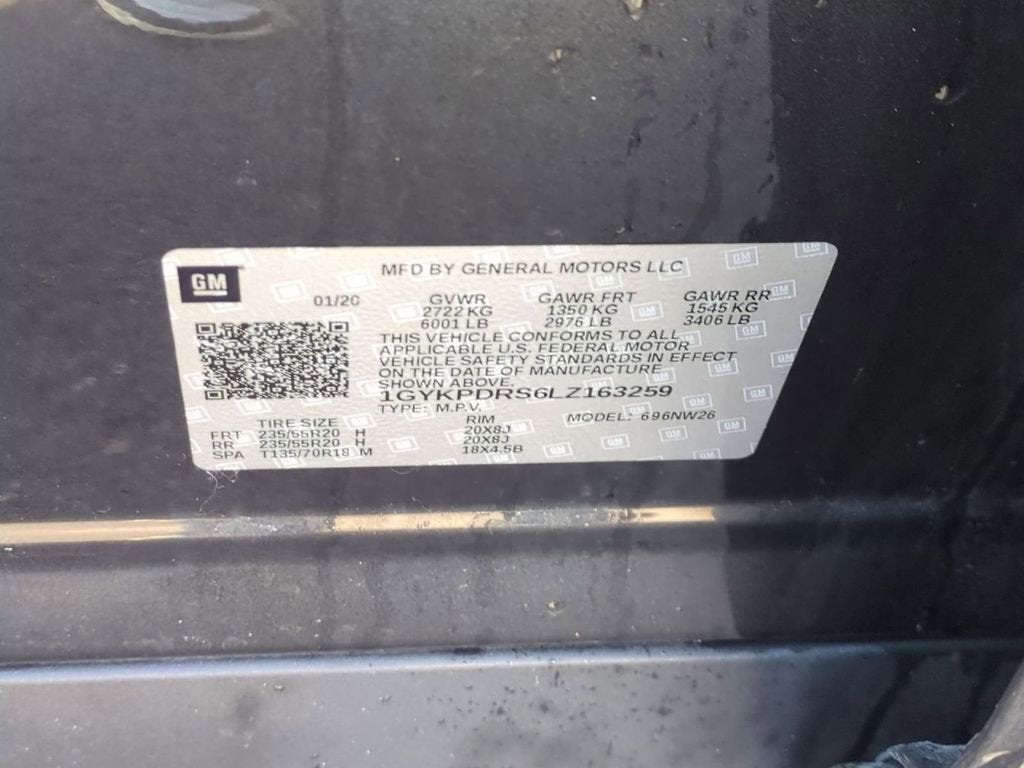 GM
MFD BY GENERAL MOTORS LLC
01/20 GVWR GAWR FRT GAWR RR
2722 KG 1350 KG 1545 KG
6001 LB 2976 LB 3406 LB
THIS VEHICLE CONFORMS TO ALL
APPLICABLE U.S. FEDERAL MOTOR
VEHICLE SAFETY STANDARDS IN EFFECT
ON THE DATE OF MANUFACTURE
SHOWN ABOVE.
1GYKPDRS6LZ163259
TYPE: M.P.V. MODEL: 696NW26
TIRE SIZE RIM
FRT 235/55R20 H 20X8J
RR 235/55R20 H 20X8J
SPA T135/70R18 M 18X4.5B